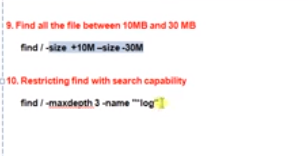 9. Find all the file between 10MB and 30 MB
find / -size +10M –size -30M
10. Restricting find with search capability
find / -maxdepth 3 -name "*log"